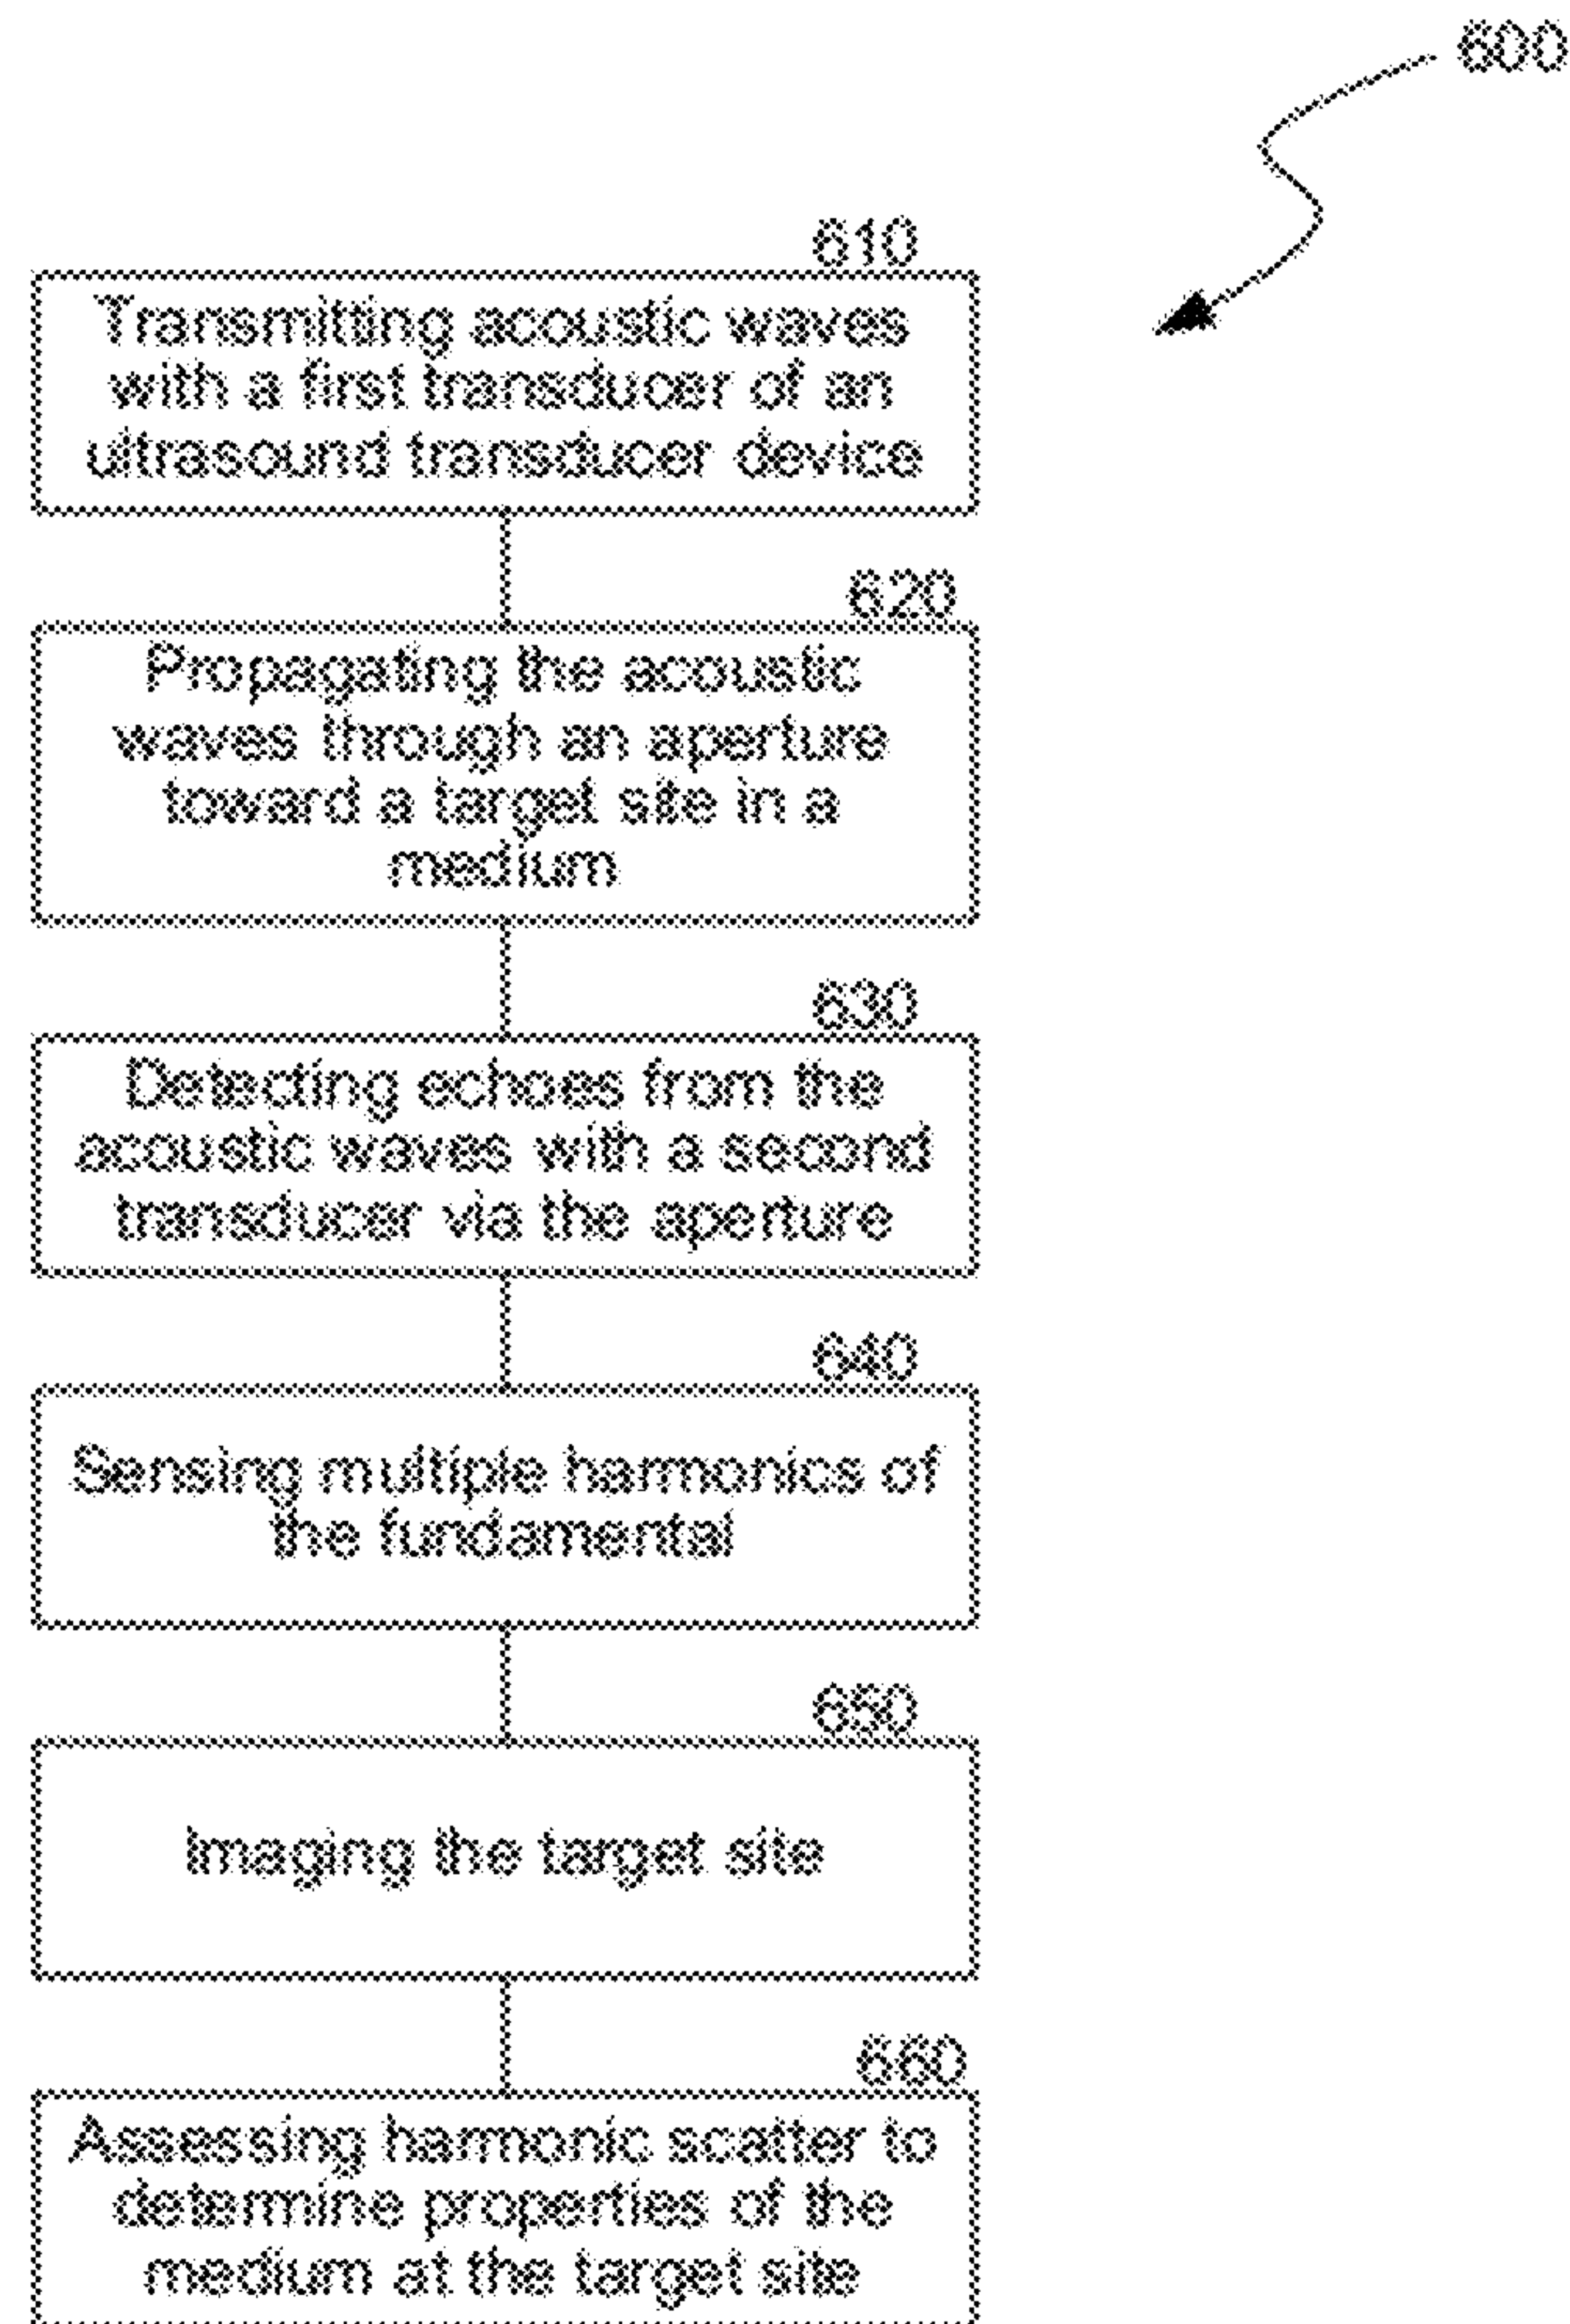 600
610
Transmitting acoustic waves
with a first transducer of an
ultrasound transducer device
620
Propagating the acoustic
waves through an aperture
toward a target site in a
medium
630
Detecting echoes from the
acoustic waves with a second
transducer via the aperture
640
Sensing multiple harmonics of
the fundamental
650
Imaging the target site
660
Assessing harmonic scatter to
determine properties of the
medium at the target site